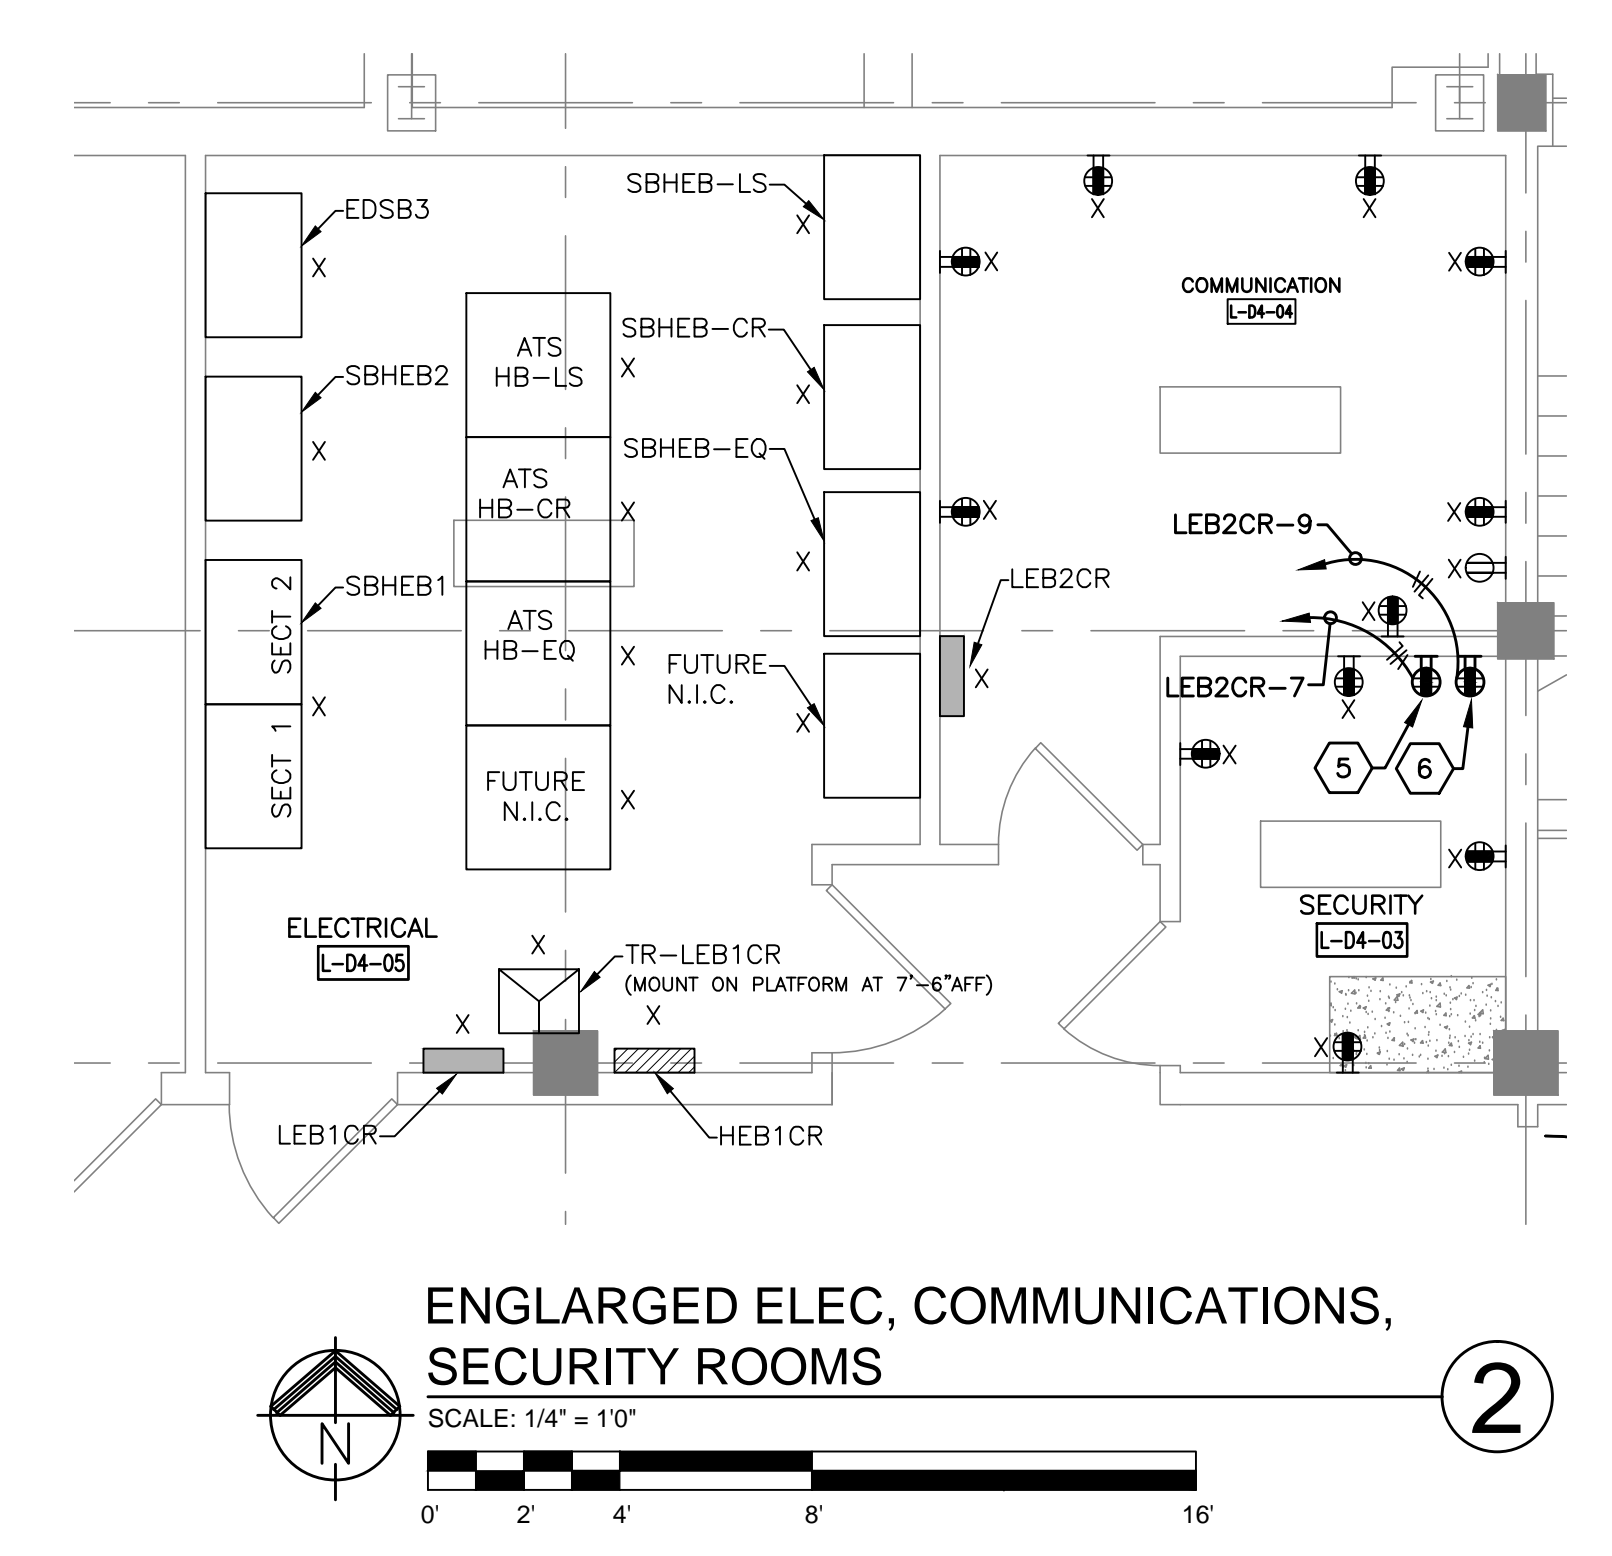 SBHEB-LS
X
X
X
EDSB3
X
X
X
X
COMMUNICATION
L-D4-04
SBHEB-CR
ATS
HB-LS
X
SBHEB2
X
SBHEB-EQ
X
ATS
HB-CR
X
X
X
LEB2CR-9
X
X
LEB2CR
SECT 2
SBHEB1
ATS
HB-EQ
X
X
FUTURE
N.I.C.
X
X
LEB2CR-7
X
X
SECT 1
X
X
5
6
FUTURE
N.I.C.
X
X
SECURITY
L-D4-03
ELECTRICAL
L-D4-05
X
TR-LEB1CR
(MOUNT ON PLATFORM AT 7'-6"AFF)
X
X
X
LEB1CR
HEB1CR
ENGLARGED ELEC, COMMUNICATIONS,
SECURITY ROOMS
2
SCALE: 1/4" = 1'0"
N
0'
2'
4'
8'
16'